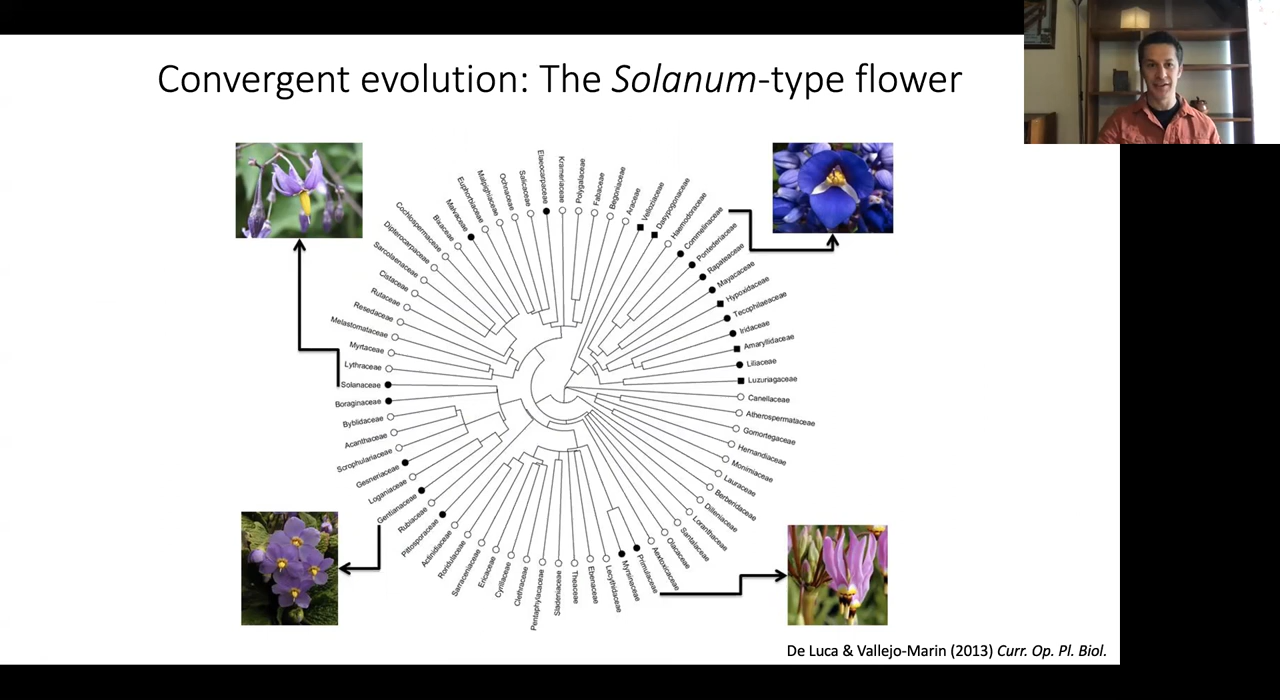 Convergent evolution: The Solanum-type flower
Elaeocarpaceae
Krameriaceae
Polygalaceae
Fabaceae
Begoniaceae
Araceae
Velloziaceae
Dasypogonaceae
Haemodoraceae
Commelinaceae
Pontederiaceae
Rapateaceae
Mayacaceae
Hypoxidaceae
Tecophilaeaceae
Iridaceae
Amaryllidaceae
Liliaceae
Luzuriagaceae
Canellaceae
Atherospermataceae
Gomortegaceae
Hernandiaceae
Monimiaceae
Lauraceae
Berberidaceae
Dilleniaceae
Loranthaceae
Santalaceae
Olacaceae
Aextoxicaceae
Primulaceae
Myrsinaceae
Lecythidaceae
Ebenaceae
Theaceae
Sladeniaceae
Pentaphylacaceae
Clethraceae
Cyrillaceae
Ericaceae
Sarraceniaceae
Roridulaceae
Actinidiaceae
Pittosporaceae
Rubiaceae
Gentianaceae
Loganiaceae
Gesneriaceae
Scrophulariaceae
Acanthaceae
Byblidaceae
Boraginaceae
Solanaceae
Lythraceae
Myrtaceae
Melastomataceae
Resedaceae
Rutaceae
Cistaceae
Sarcolaenaceae
Dipterocarpaceae
Cochlospermaceae
Bixaceae
Malvaceae
Euphorbiaceae
Malpighiaceae
Ochnaceae
Salicaceae
De Luca & Vallejo-Marin (2013) Curr. Op. Pl. Biol.